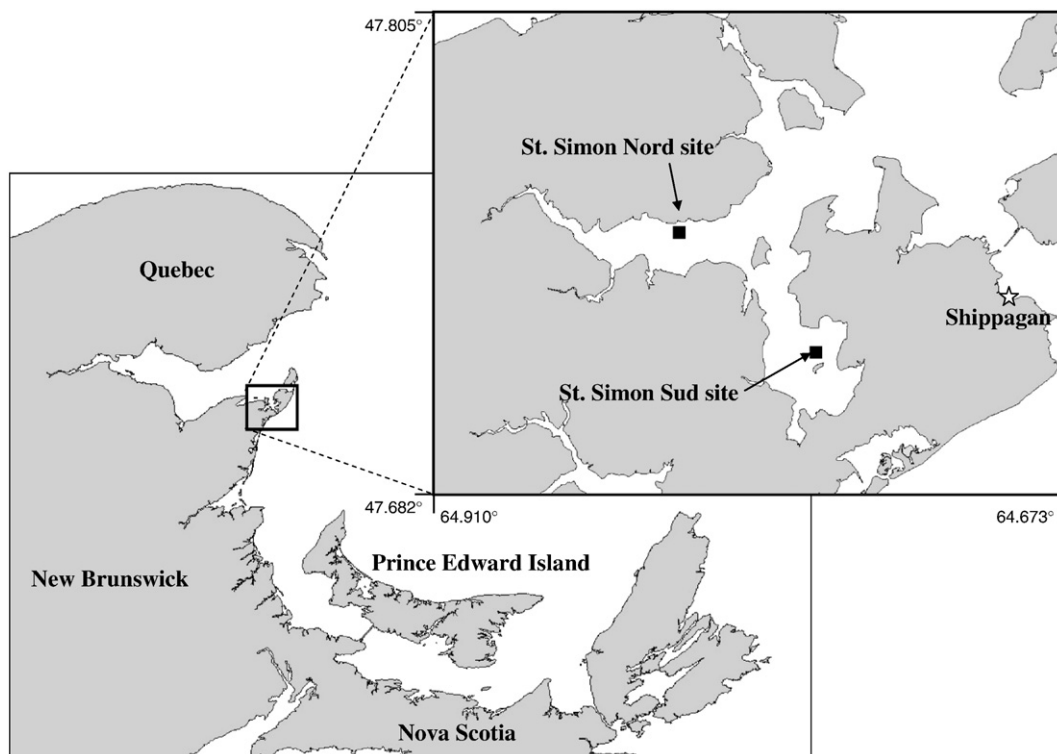 47.805°
St. Simon Nord site
Quebec
Shippagan
St. Simon Sud site
47.682°
64.910°
64.673°
Prince Edward Island
New Brunswick
Nova Scotia